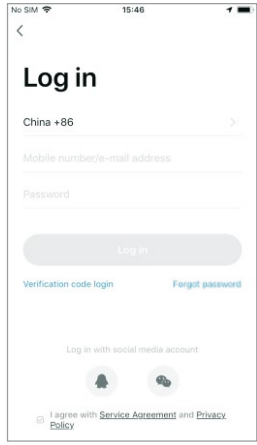 No SIM 15:46
Log in
China +86
Mobile number/e-mail address
Password
Log in
Verification code login Forgot password
Log in with social media account
I agree with Service Agreement and Privacy
Policy